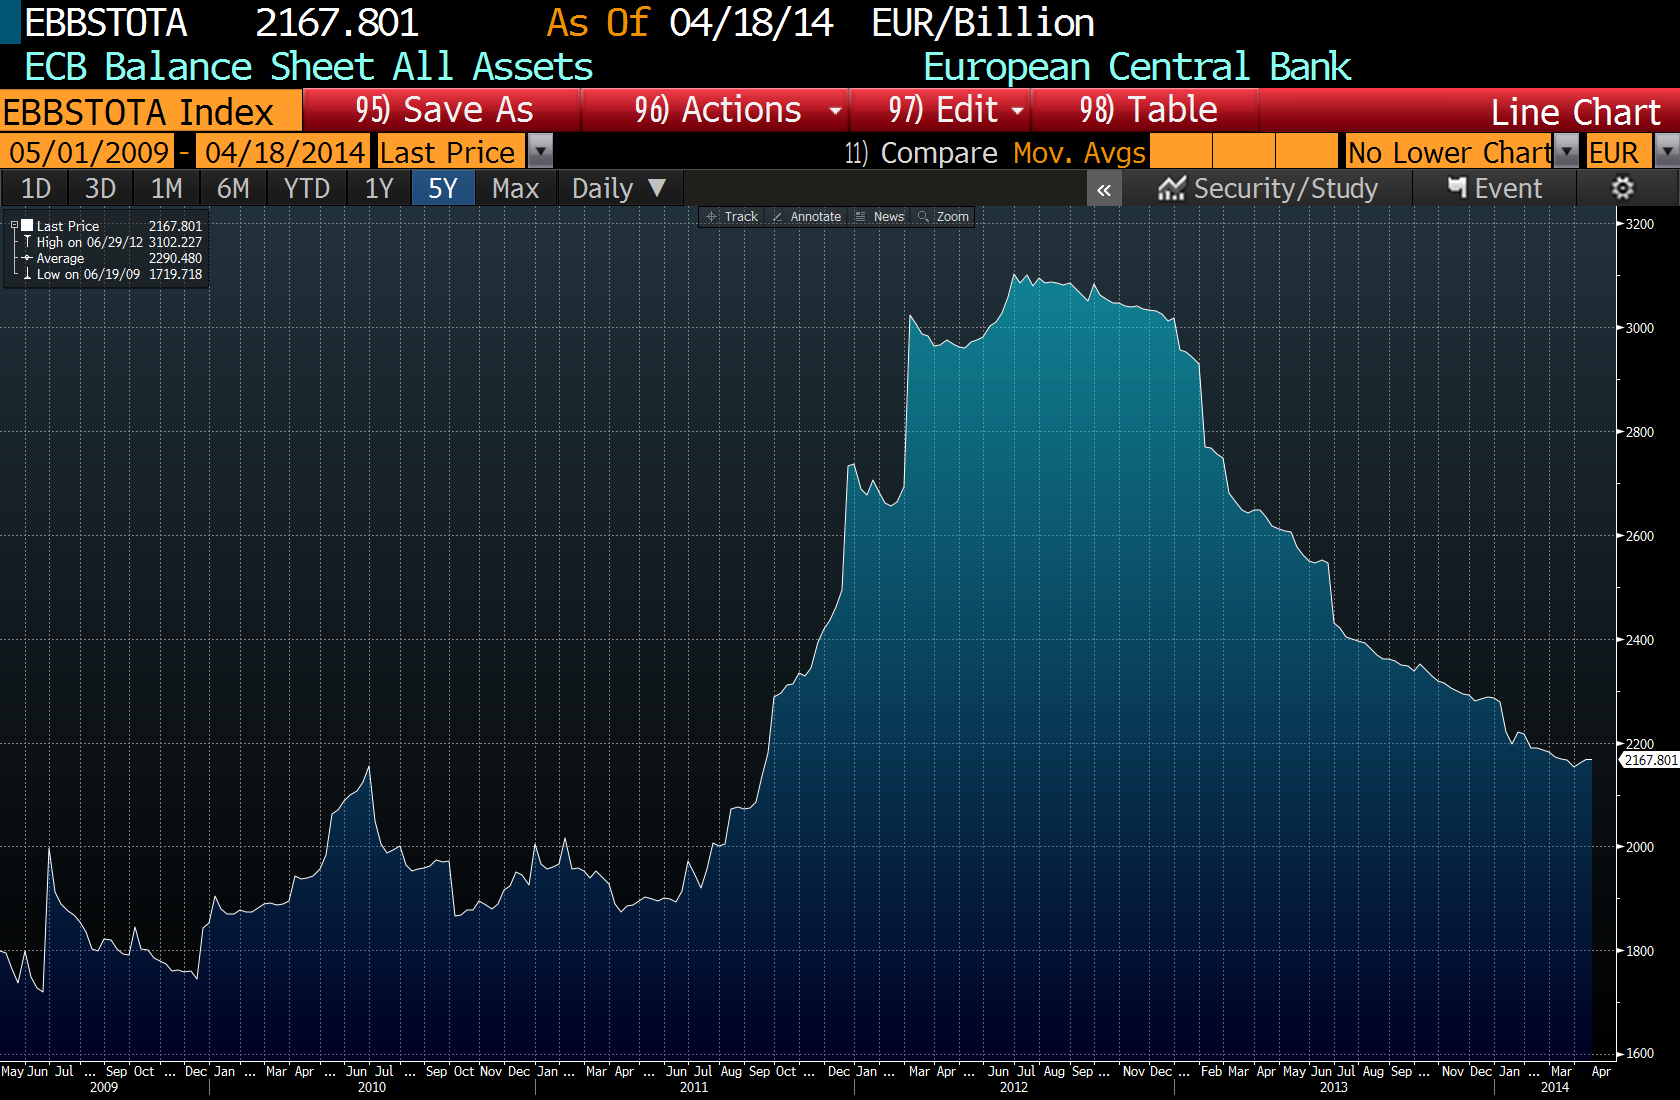 EBBSTOTA 2167.801 As Of 04/18/14 EUR/Billion
ECB Balance Sheet All Assets European Central Bank
EBBSTOTA Index 95) Save As 96) Actions 97) Edit 98) Table Line Chart
05/01/2009 - 04/18/2014 Last Price 11) Compare Mov. Avgs No Lower Chart EUR
1D 3D 1M 6M YTD 1Y 5Y Max Daily ▼ « Security/Study Event
Track Annotate News Zoom
Last Price 2167.801
High on 06/29/12 3102.227
Average 2290.480
Low on 06/19/09 1719.718
3200
3000
2800
2600
2400
2200
2167.801
2000
1800
1600
May Jun Jul ... Sep Oct ... Dec Jan ... Mar Apr ... Jun Jul ... Sep Oct Nov Dec Jan ... Mar Apr ... Jun Jul Aug Sep Oct ... Dec Jan ... Mar Apr ... Jun Jul Aug Sep ... Nov Dec ... Feb Mar Apr May Jun Jul Aug Sep ... Nov Dec Jan ... Mar Apr
2009 2010 2011 2012 2013 2014